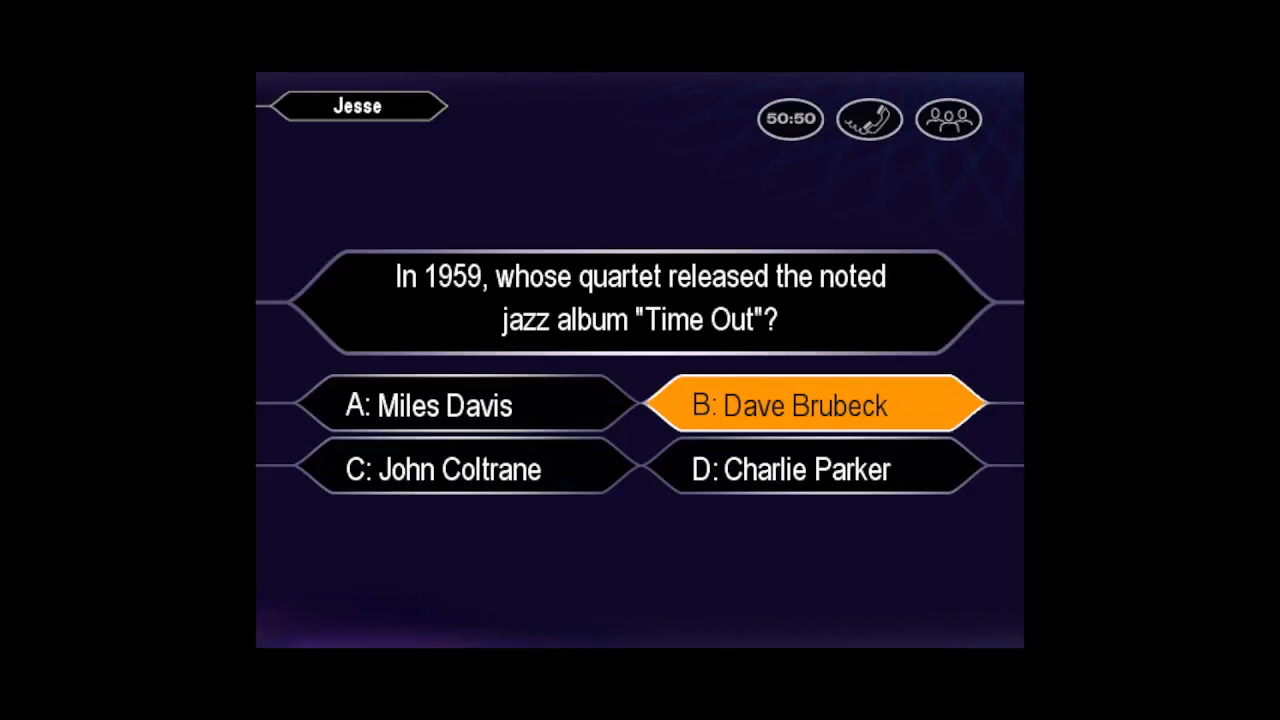 Jesse
50:50
In 1959, whose quartet released the noted
jazz album "Time Out"?
A: Miles Davis
B: Dave Brubeck
C: John Coltrane
D: Charlie Parker